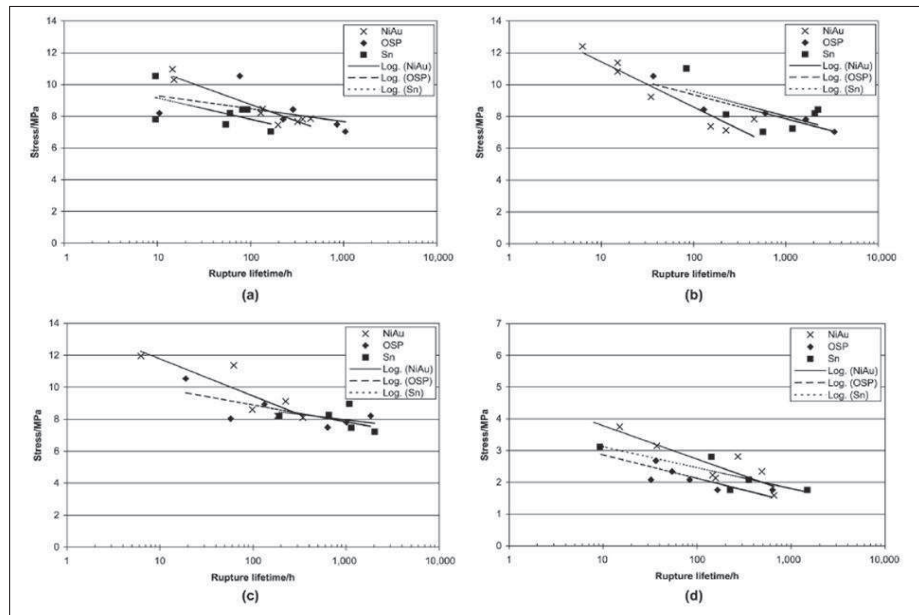 14
12
10
8
6
4
2
0
Stress/MPa
NiAu
OSP
Sn
Log. (NiAu)
Log. (OSP)
Log. (Sn)
1
10
100
1,000
10,000
Rupture lifetime/h
(a)
14
12
10
8
6
4
2
0
Stress/MPa
NiAu
OSP
Sn
Log. (NiAu)
Log. (OSP)
Log. (Sn)
1
10
100
1,000
10,000
Rupture lifetime/h
(b)
14
12
10
8
6
4
2
0
Stress/MPa
NiAu
OSP
Sn
Log. (NiAu)
Log. (OSP)
Log. (Sn)
1
10
100
1,000
10,000
Rupture lifetime/h
(c)
7
6
5
4
3
2
1
0
Stress/MPa
NiAu
OSP
Sn
Log. (NiAu)
Log. (OSP)
Log. (Sn)
1
10
100
1,000
10,000
Rupture lifetime/h
(d)